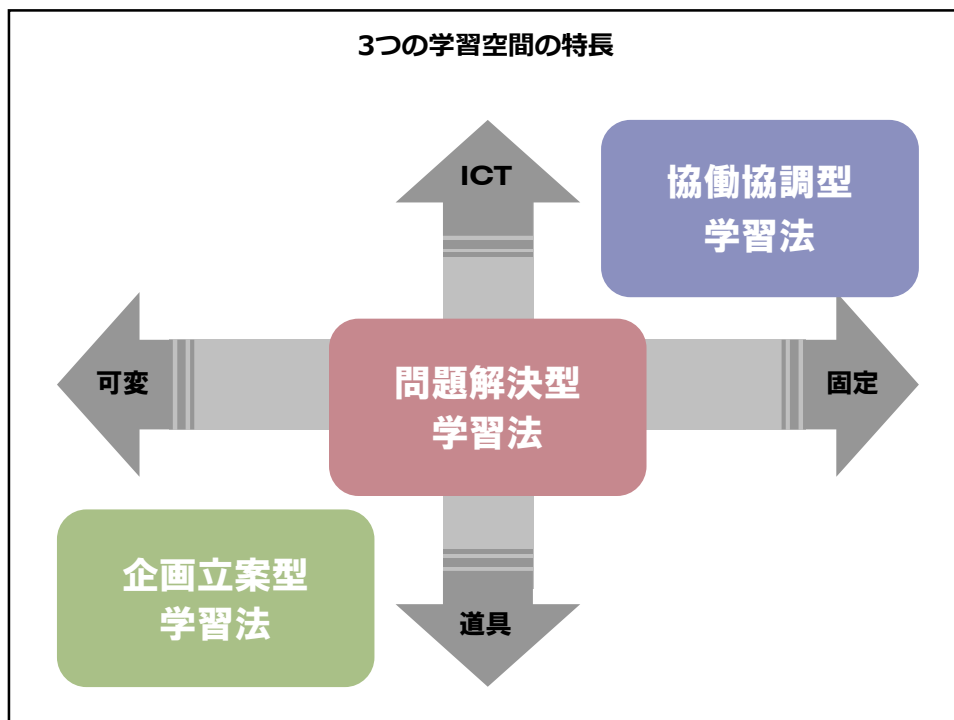 3つの学習空間の特長
ICT
協働協調型
学習法
可変
問題解決型
学習法
固定
企画立案型
学習法
道具